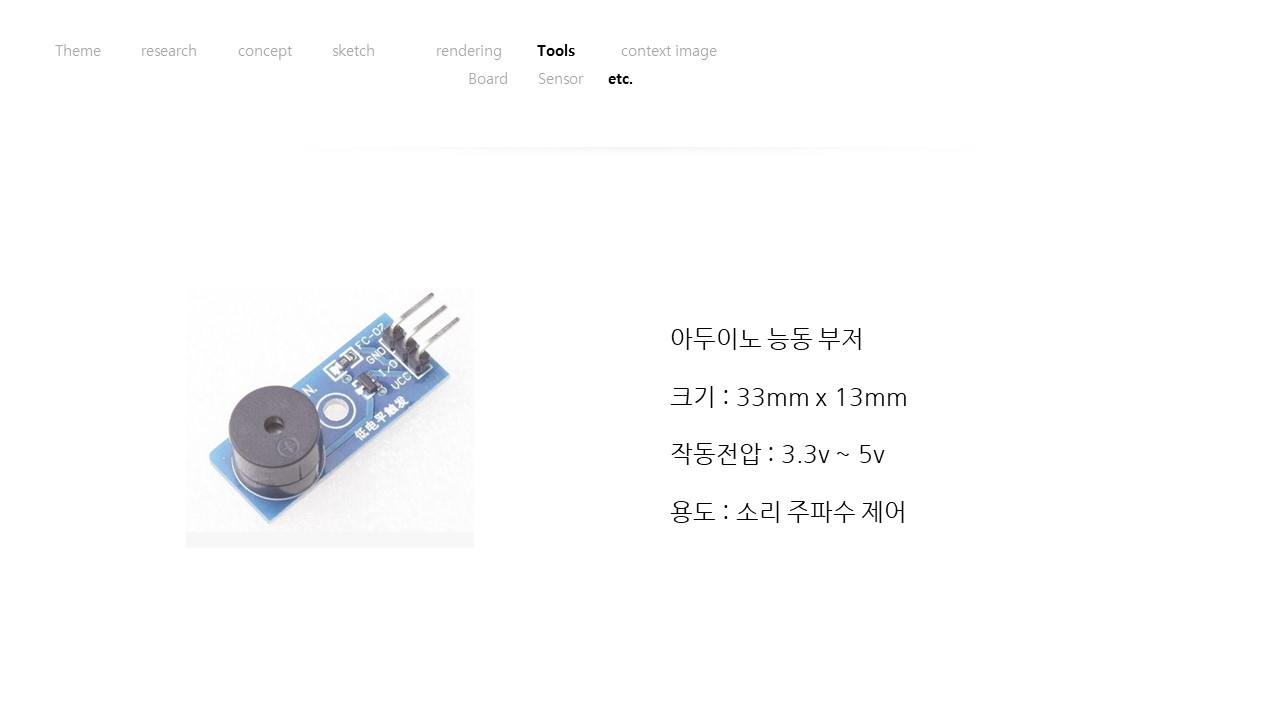 Theme research concept sketch rendering Tools context image
Board Sensor etc.
FC-07
GND
I/O
VCC
N.
低电平触发
아두이노 능동 부저
크기 : 33mm x 13mm
작동전압 : 3.3v ~ 5v
용도 : 소리 주파수 제어